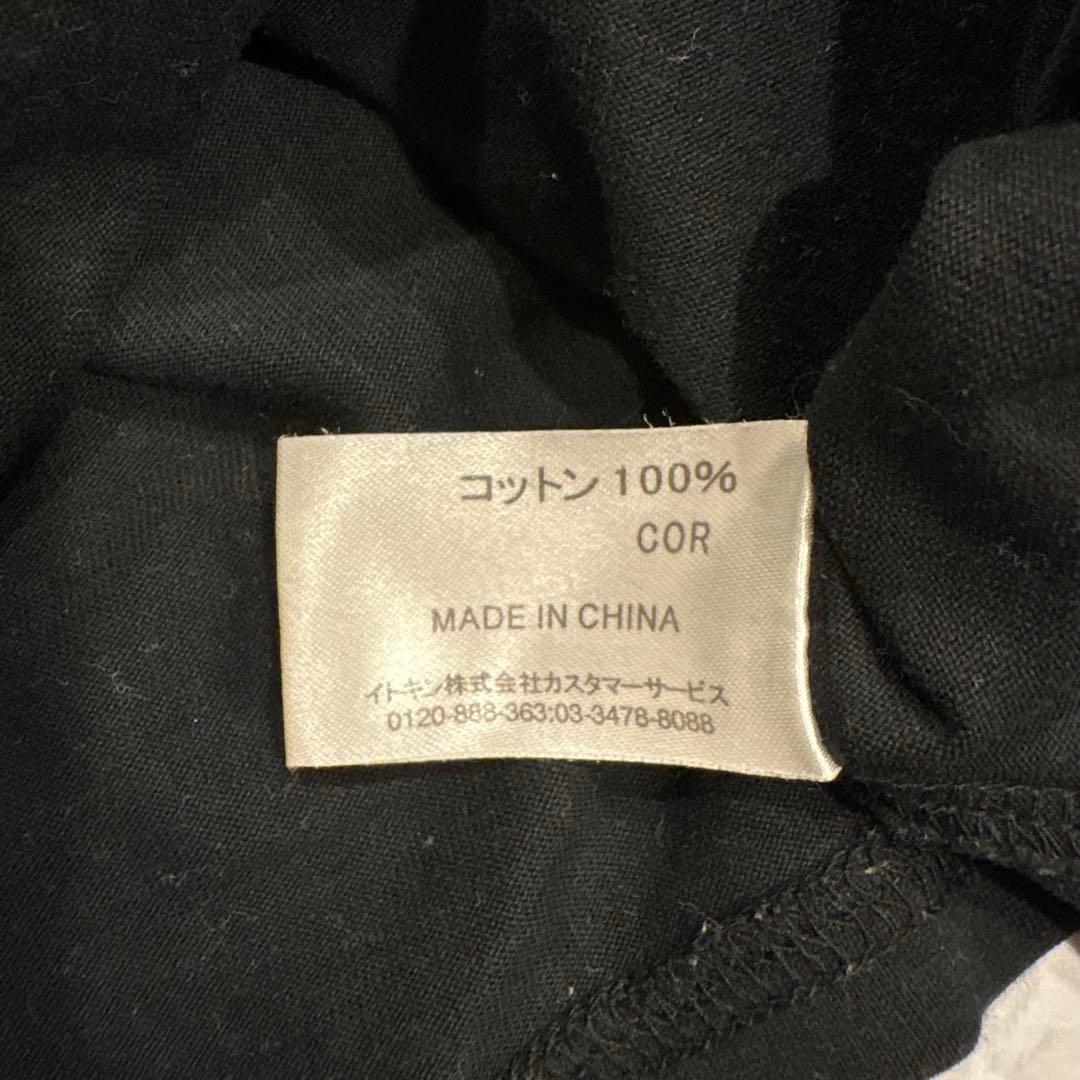 コットン 100%
COR
MADE IN CHINA
イトキン株式会社カスタマーサービス
0120-888-363:03-3478-8088